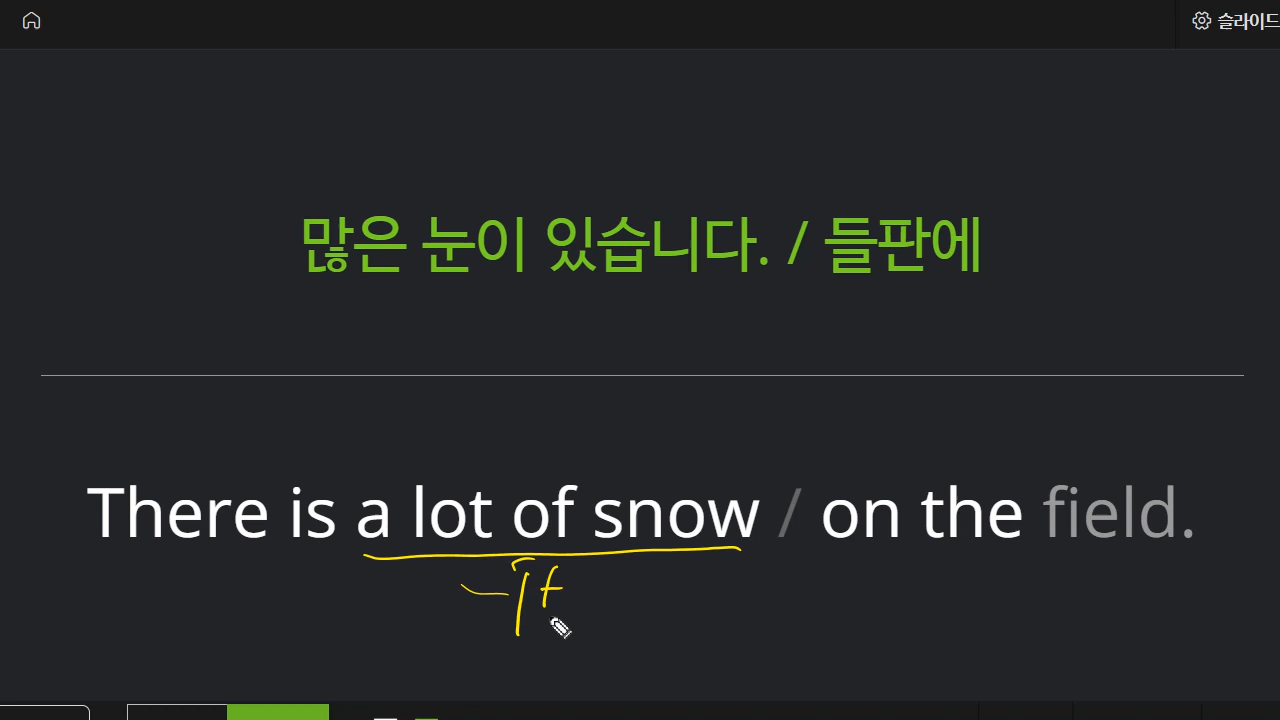 슬라이드
많은 눈이 있습니다. / 들판에
There is a lot of snow / on the field.